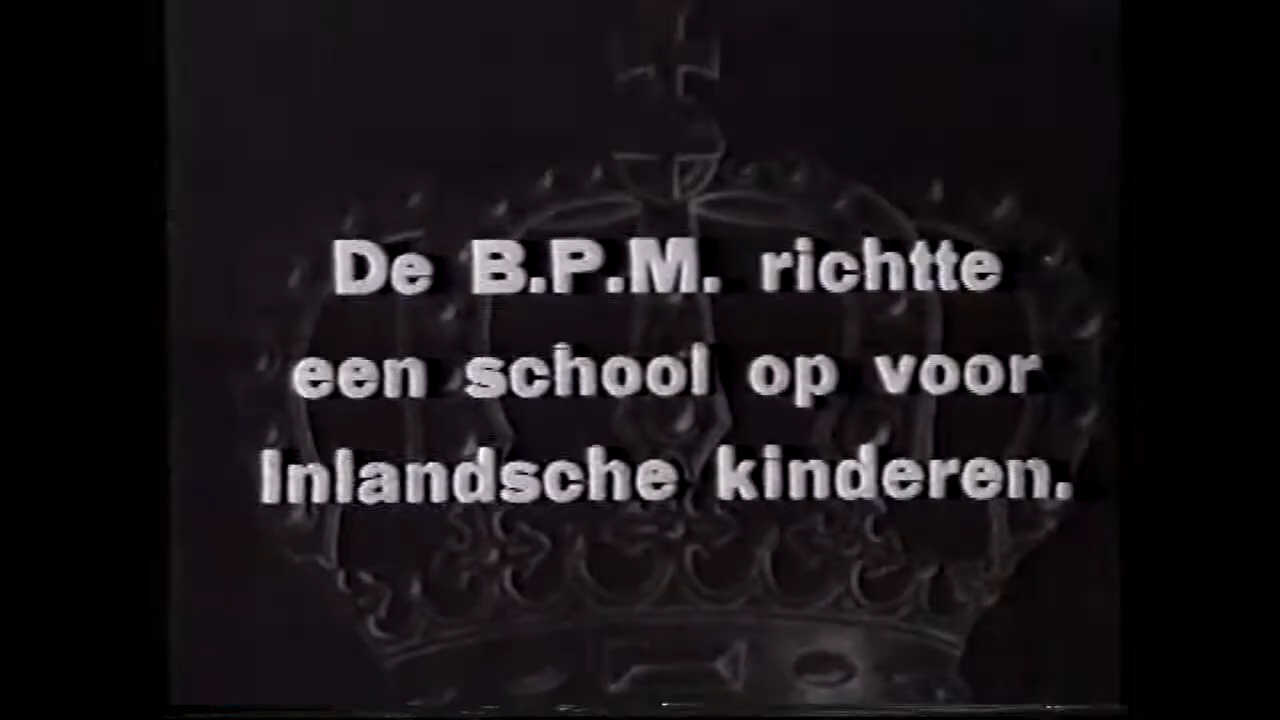 De B.P.M. richtte
een school op voor
Inlandsche kinderen.